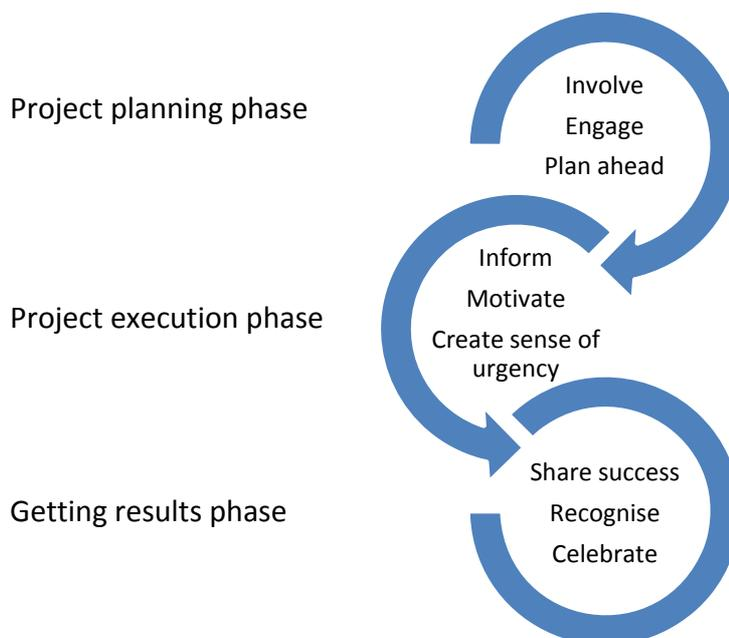 Project planning phase
Involve
Engage
Plan ahead
Project execution phase
Inform
Motivate
Create sense of
urgency
Getting results phase
Share success
Recognise
Celebrate